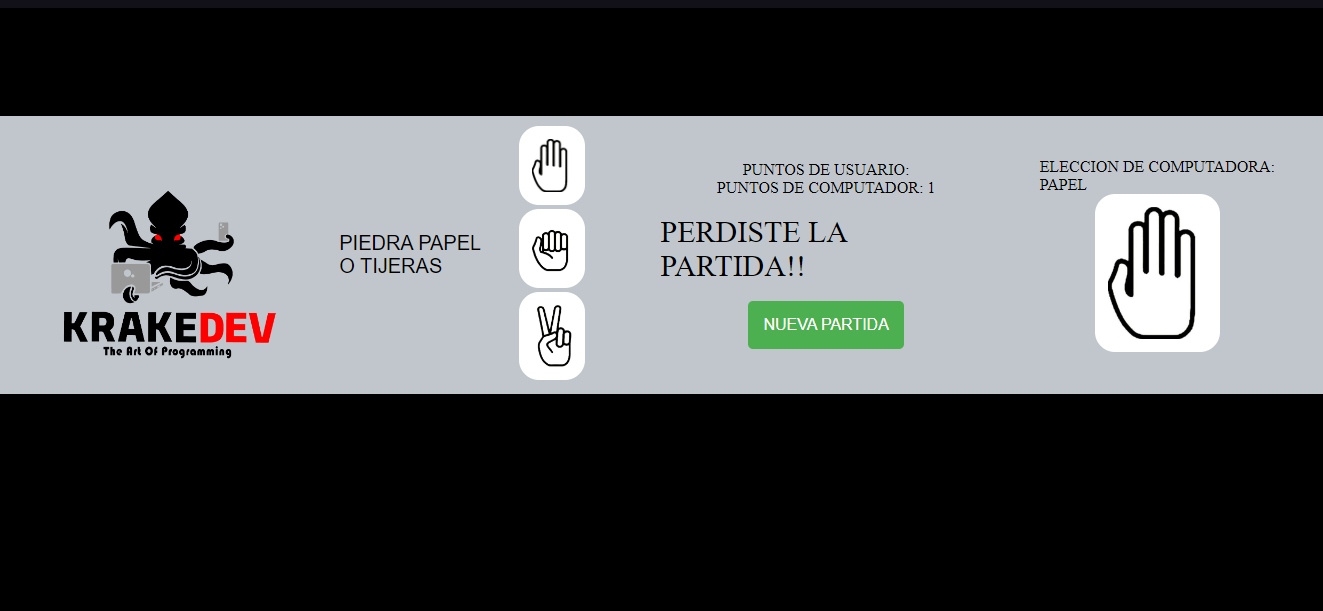 KRAKEDEV
The Art Of Programming
PIEDRA PAPEL
O TIJERAS
PUNTOS DE USUARIO:
PUNTOS DE COMPUTADOR: 1
PERDISTE LA
PARTIDA!!
NUEVA PARTIDA
ELECCION DE COMPUTADORA:
PAPEL